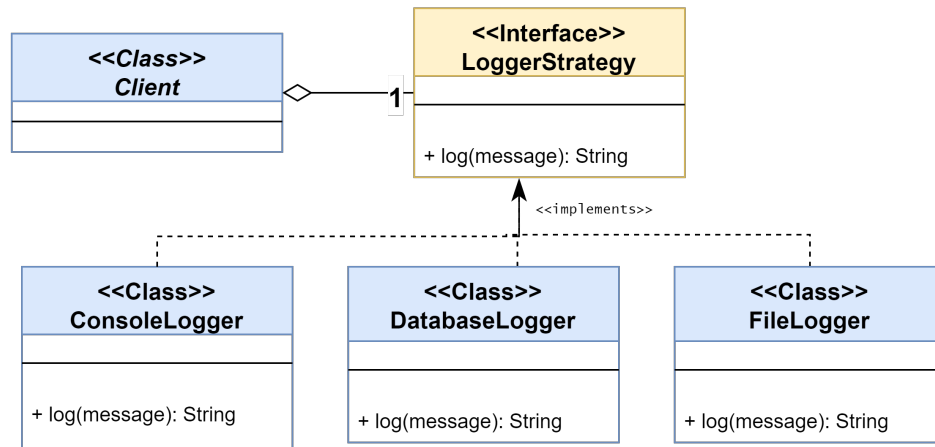 <<Class>>
Client
1
<<Interface>>
LoggerStrategy
+ log(message): String
<<implements>>
<<Class>>
ConsoleLogger
+ log(message): String
<<Class>>
DatabaseLogger
+ log(message): String
<<Class>>
FileLogger
+ log(message): String